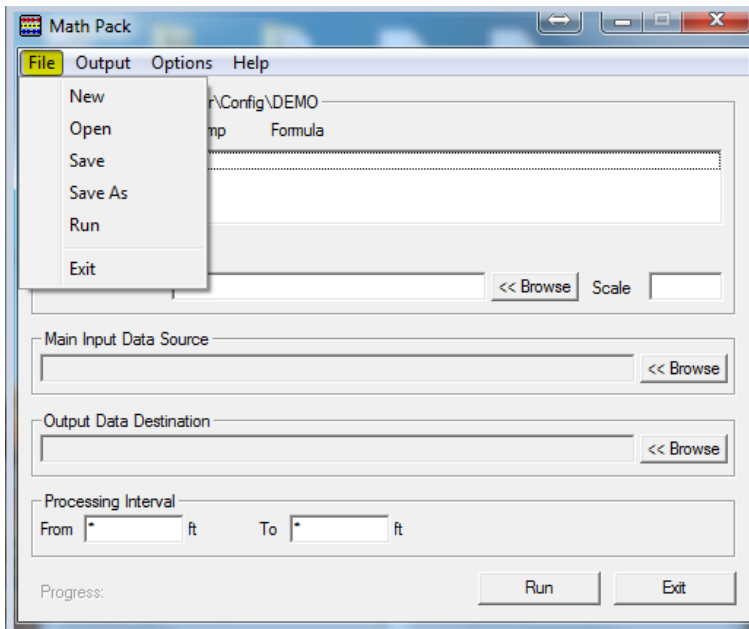 Math Pack
File Output Options Help
New
r\Config\DEMO
Open
mp Formula
Save
Save As
Run
Exit
<< Browse Scale
Main Input Data Source
<< Browse
Output Data Destination
<< Browse
Processing Interval
From * ft To * ft
Progress: Run Exit